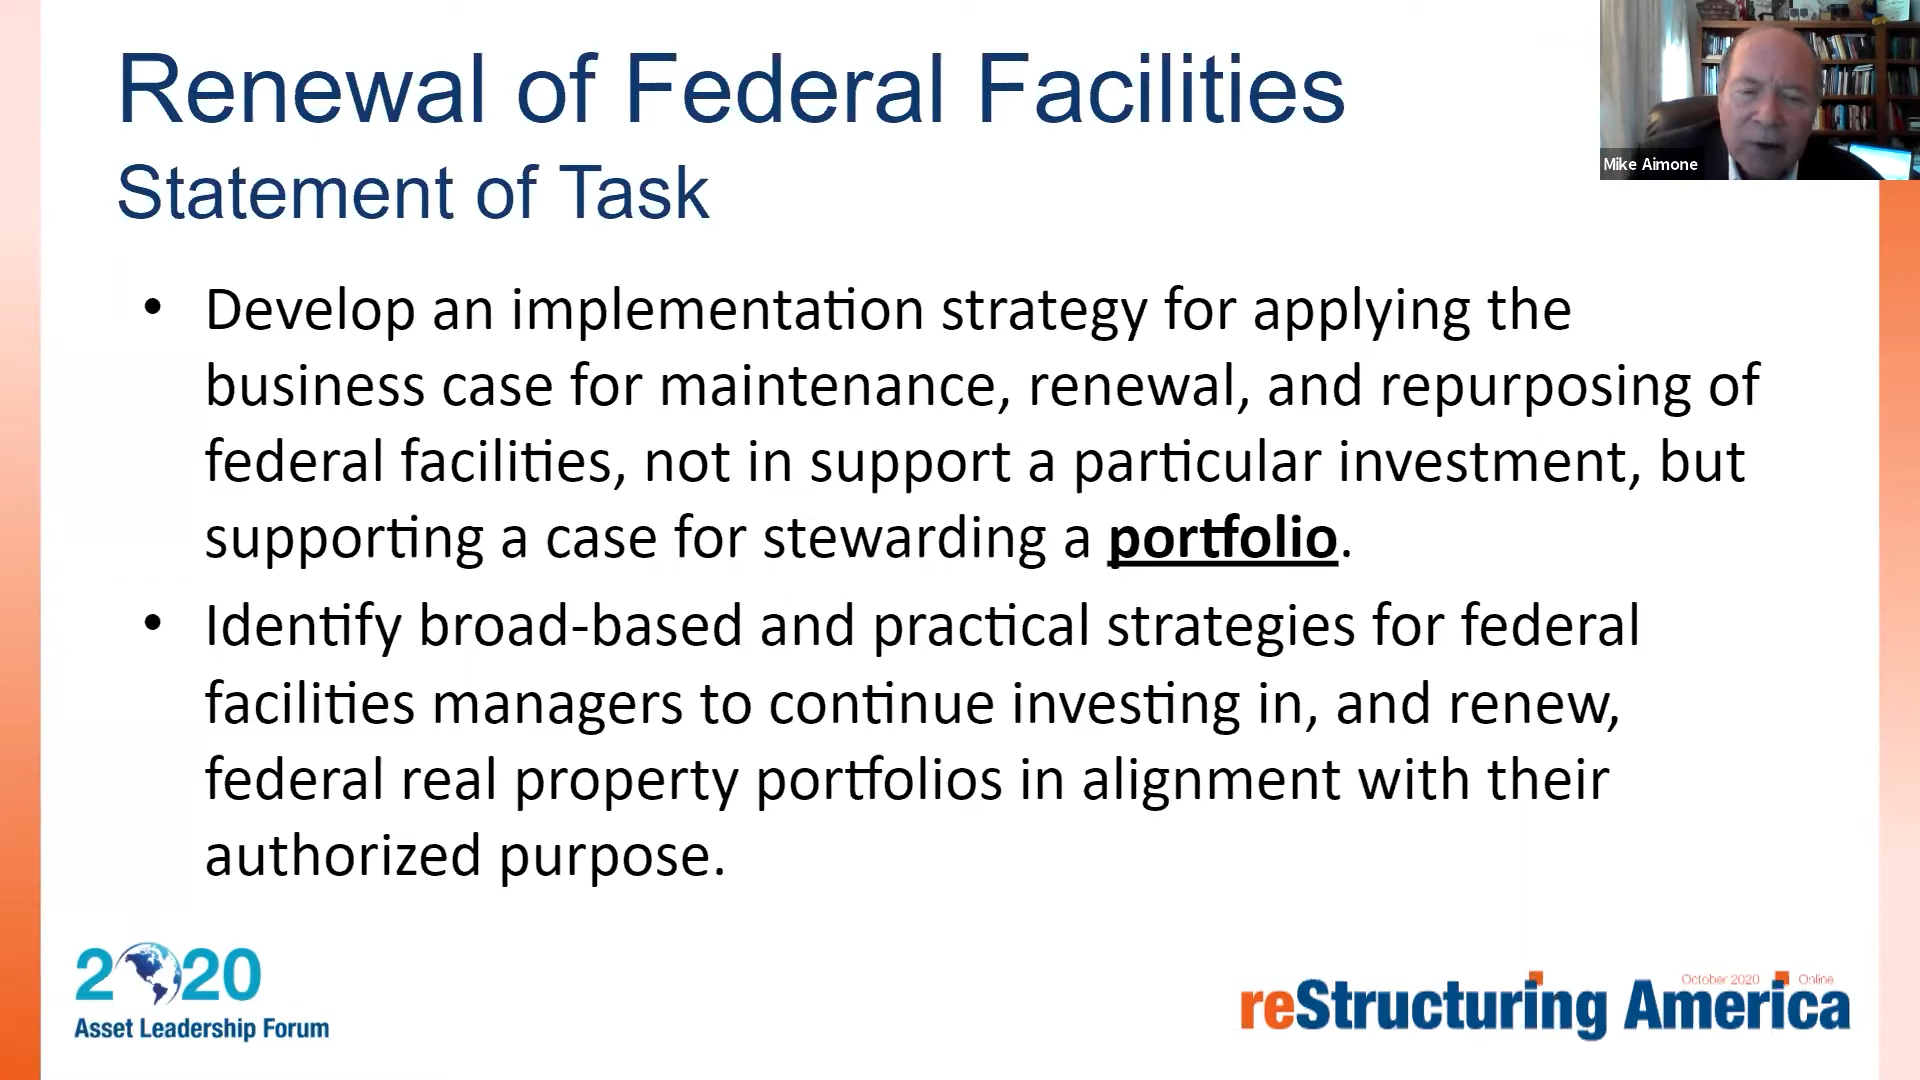 Renewal of Federal Facilities
Statement of Task
Mike Aimone
• Develop an implementation strategy for applying the
business case for maintenance, renewal, and repurposing of
federal facilities, not in support a particular investment, but
supporting a case for stewarding a portfolio.
• Identify broad-based and practical strategies for federal
facilities managers to continue investing in, and renew,
federal real property portfolios in alignment with their
authorized purpose.
2020
Asset Leadership Forum
October 2020 Online
reStructuring America